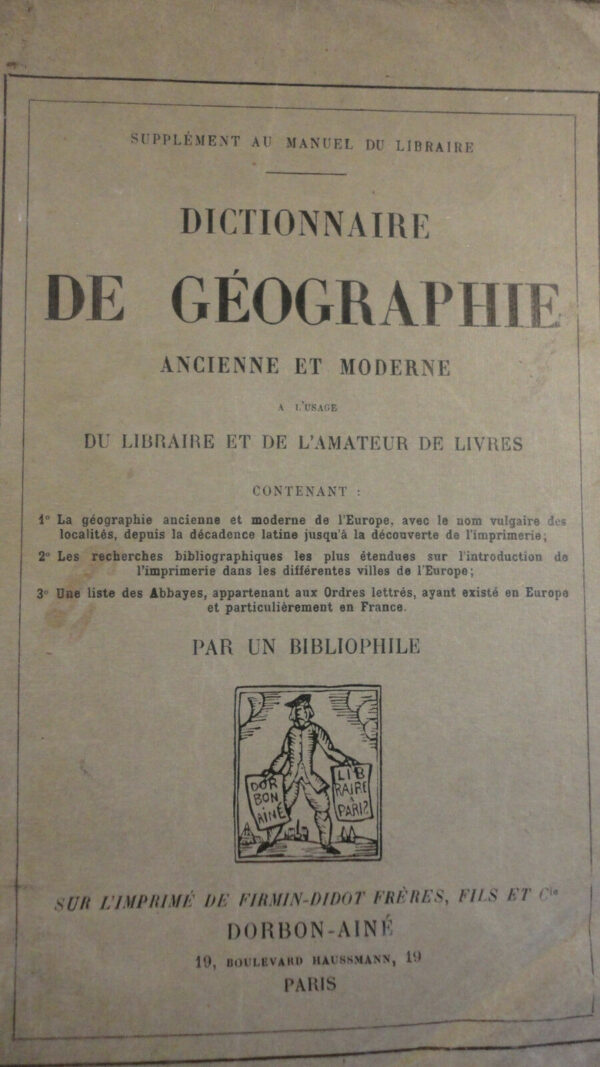 SUPPLÉMENT AU MANUEL DU LIBRAIRE
DICTIONNAIRE
DE GÉOGRAPHIE
ANCIENNE ET MODERNE
A L'USAGE
DU LIBRAIRE ET DE L'AMATEUR DE LIVRES
CONTENANT :
1° La géographie ancienne et moderne de l'Europe, avec le nom vulgaire des
localités, depuis la décadence latine jusqu'à la découverte de l'imprimerie;
2° Les recherches bibliographiques les plus étendues sur l'introduction de
l'imprimerie dans les différentes villes de l'Europe;
3° Une liste des Abbayes, appartenant aux Ordres lettrés, ayant existé en Europe
et particulièrement en France.
PAR UN BIBLIOPHILE
DOR
BON
AINÉ
LIB
RAIRE
À
PARIS
SUR L'IMPRIMÉ DE FIRMIN-DIDOT FRÈRES, FILS ET Cie
DORBON-AINÉ
19, BOULEVARD HAUSSMANN, 19
PARIS